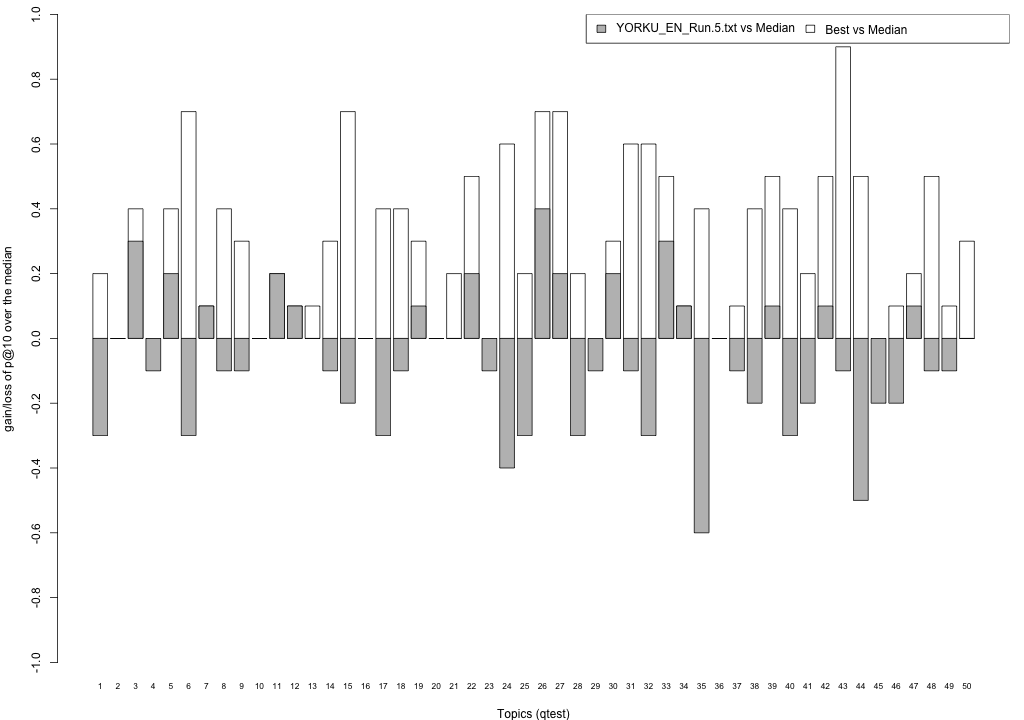 YORKU_EN_Run.5.txt vs Median Best vs Median
gain/loss of p@10 over the median
1.0
0.8
0.6
0.4
0.2
0.0
-0.2
-0.4
-0.6
-0.8
-1.0
1 2 3 4 5 6 7 8 9 10 11 12 13 14 15 16 17 18 19 20 21 22 23 24 25 26 27 28 29 30 31 32 33 34 35 36 37 38 39 40 41 42 43 44 45 46 47 48 49 50
Topics (qtest)